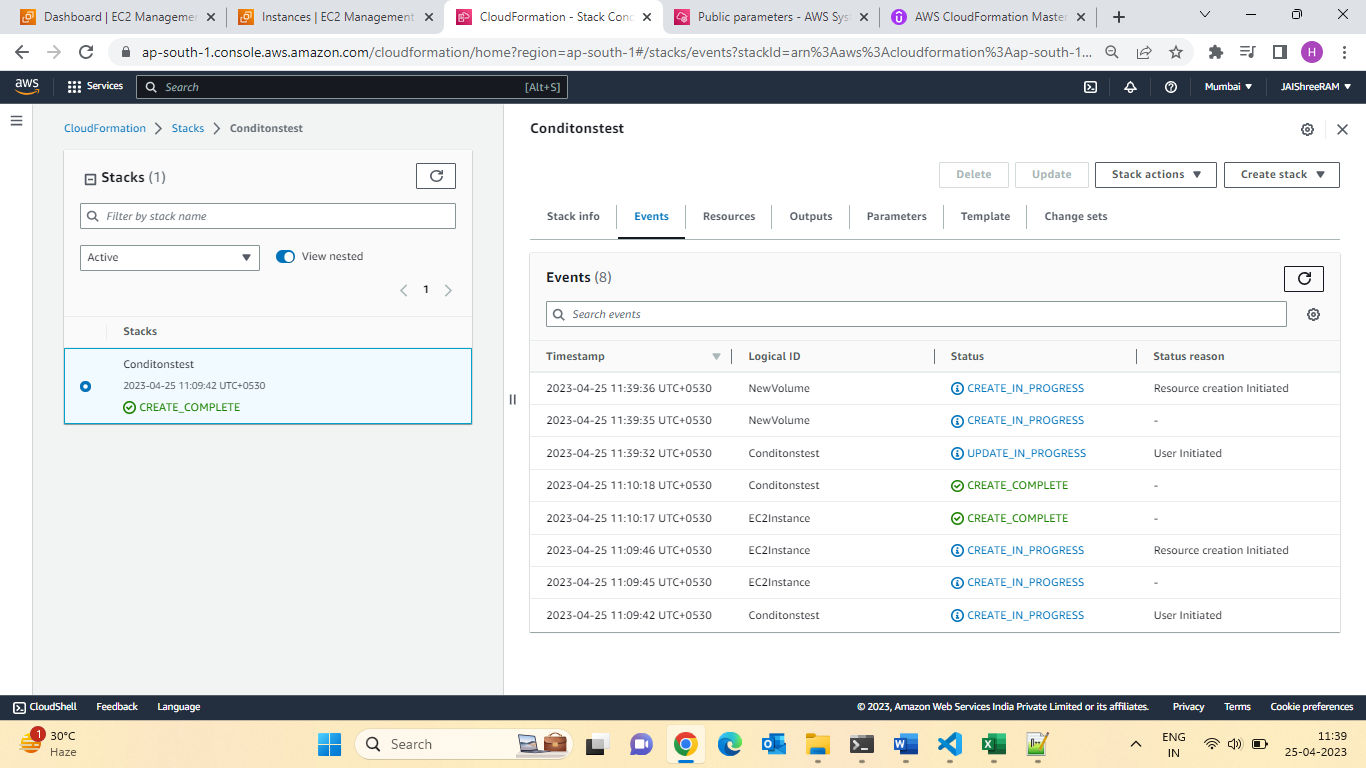 Dashboard | EC2 Managemen
Instances | EC2 Management
CloudFormation - Stack Conc
Public parameters - AWS Sys
AWS CloudFormation Master
ap-south-1.console.aws.amazon.com/cloudformation/home?region=ap-south-1#/stacks/events?stackId=arn%3Aaws%3Acloudformation%3Aap-south-1...
H
aws
Services
Search
[Alt+S]
Mumbai
JAIShreeRAM
CloudFormation
Stacks
Conditonstest
Stacks (1)
Filter by stack name
Active
View nested
1
Stacks
Conditonstest
2023-04-25 11:09:42 UTC+0530
CREATE_COMPLETE
Conditonstest
Delete
Update
Stack actions
Create stack
Stack info
Events
Resources
Outputs
Parameters
Template
Change sets
Events (8)
Search events
Timestamp Logical ID Status Status reason
2023-04-25 11:39:36 UTC+0530 NewVolume CREATE_IN_PROGRESS Resource creation Initiated
2023-04-25 11:39:35 UTC+0530 NewVolume CREATE_IN_PROGRESS -
2023-04-25 11:39:32 UTC+0530 Conditonstest UPDATE_IN_PROGRESS User Initiated
2023-04-25 11:10:18 UTC+0530 Conditonstest CREATE_COMPLETE -
2023-04-25 11:10:17 UTC+0530 EC2Instance CREATE_COMPLETE -
2023-04-25 11:09:46 UTC+0530 EC2Instance CREATE_IN_PROGRESS Resource creation Initiated
2023-04-25 11:09:45 UTC+0530 EC2Instance CREATE_IN_PROGRESS -
2023-04-25 11:09:42 UTC+0530 Conditonstest CREATE_IN_PROGRESS User Initiated
CloudShell
Feedback
Language
© 2023, Amazon Web Services India Private Limited or its affiliates.
Privacy
Terms
Cookie preferences
1
30°C
Haze
Search
ENG
IN
11:39
25-04-2023